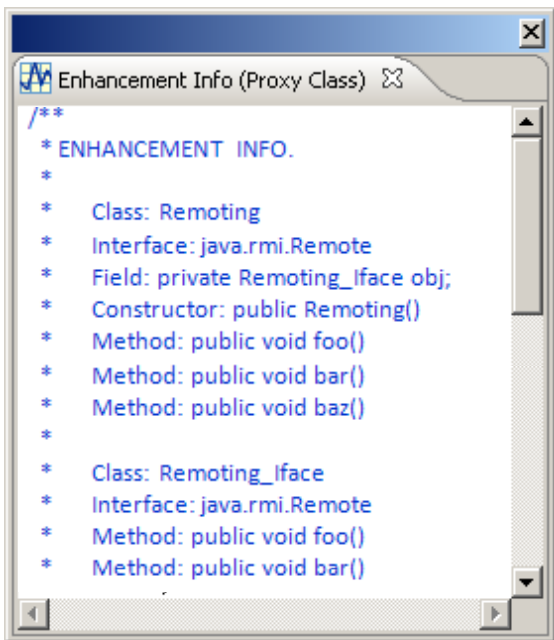 Enhancement Info (Proxy Class)
/**
* ENHANCEMENT INFO.
*
* Class: Remoting
* Interface: java.rmi.Remote
* Field: private Remoting_Iface obj;
* Constructor: public Remoting()
* Method: public void foo()
* Method: public void bar()
* Method: public void baz()
*
* Class: Remoting_Iface
* Interface: java.rmi.Remote
* Method: public void foo()
* Method: public void bar()